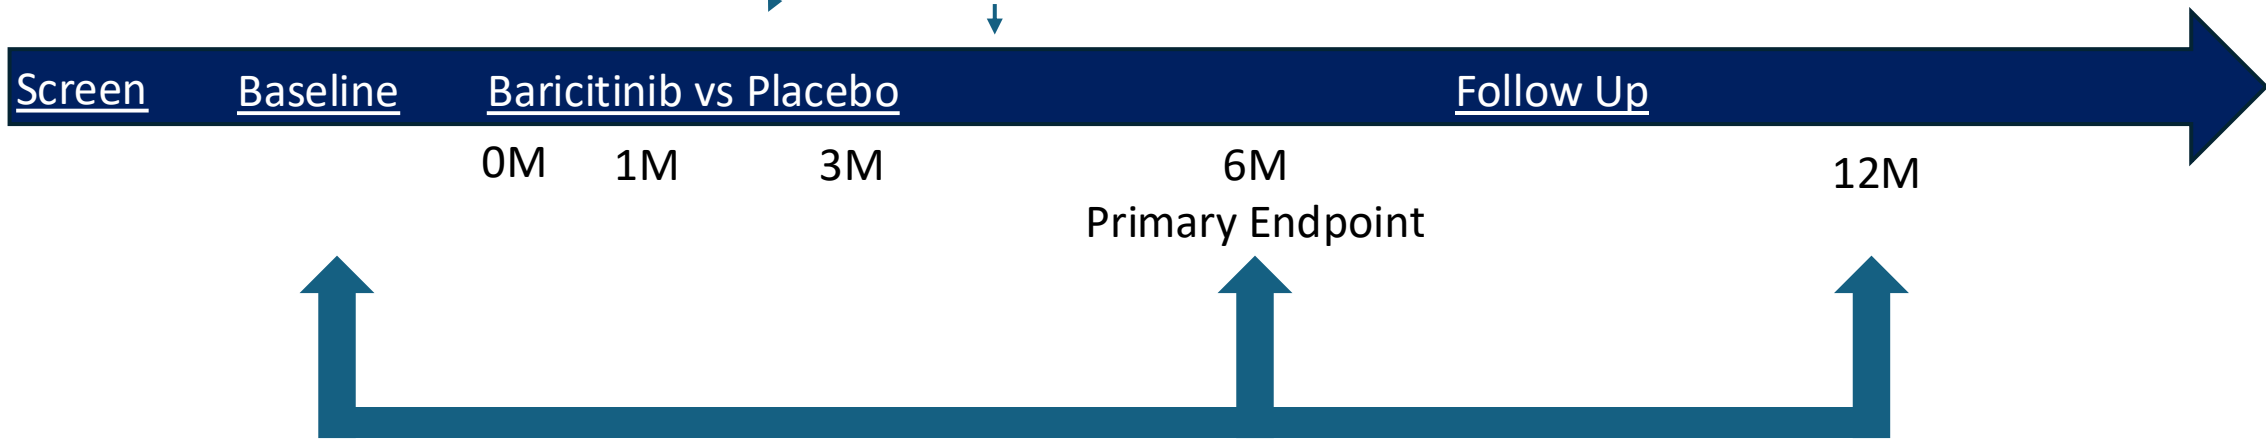 Screen Baseline Baricitinib vs Placebo Follow Up
0M 1M 3M 6M 12M
Primary Endpoint